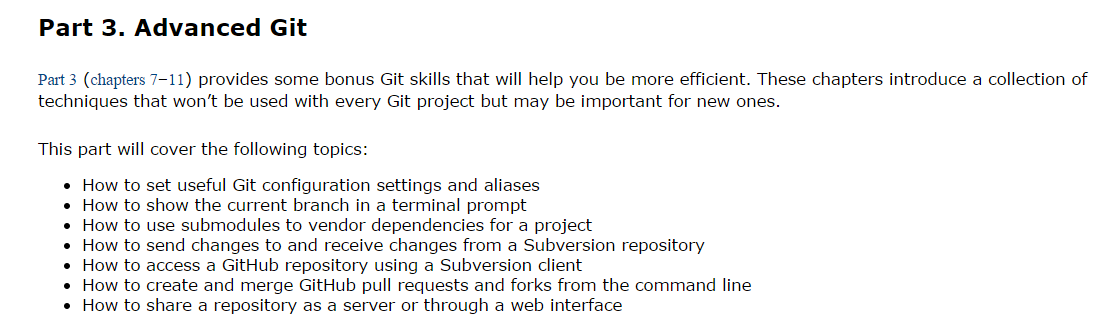 Part 3. Advanced Git
Part 3 (chapters 7–11) provides some bonus Git skills that will help you be more efficient. These chapters introduce a collection of
techniques that won’t be used with every Git project but may be important for new ones.
This part will cover the following topics:
• How to set useful Git configuration settings and aliases
• How to show the current branch in a terminal prompt
• How to use submodules to vendor dependencies for a project
• How to send changes to and receive changes from a Subversion repository
• How to access a GitHub repository using a Subversion client
• How to create and merge GitHub pull requests and forks from the command line
• How to share a repository as a server or through a web interface